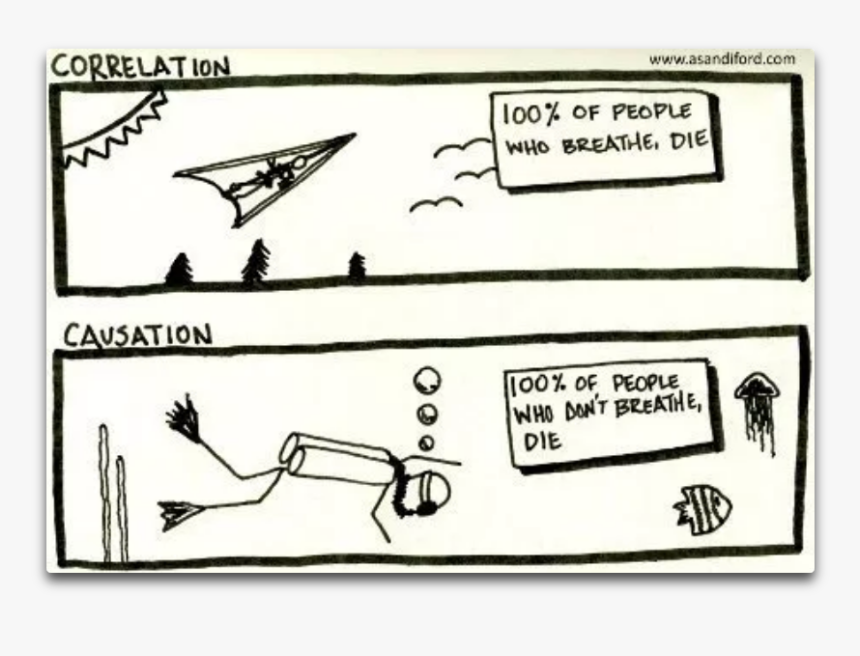 CORRELATION
www.asandiford.com
100% OF PEOPLE
WHO BREATHE, DIE
CAUSATION
100% OF PEOPLE
WHO DON'T BREATHE,
DIE